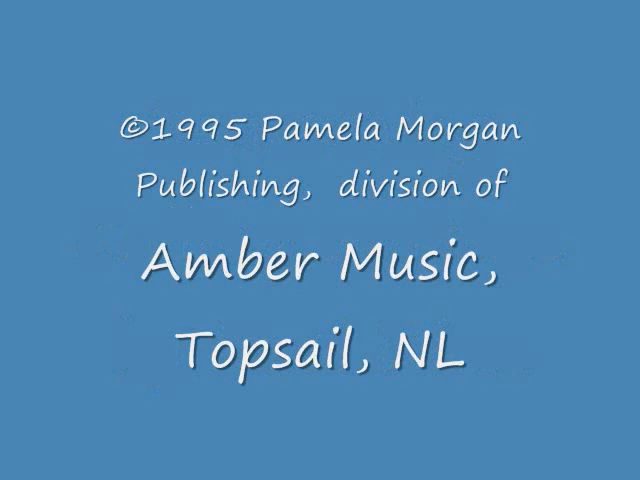 ©1995 Pamela Morgan
Publishing, division of
Amber Music,
Topsail, NL